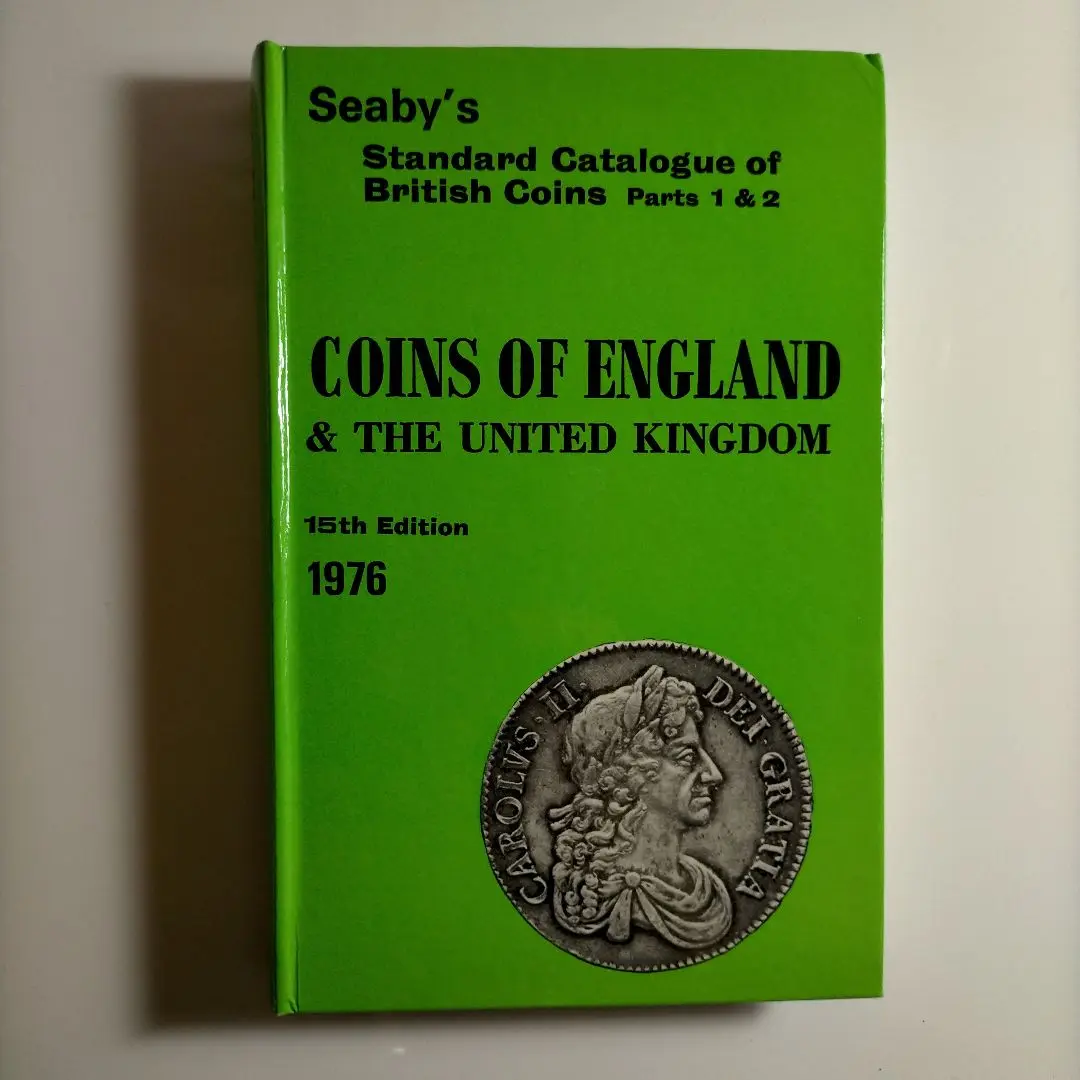 Seaby's
Standard Catalogue of
British Coins Parts 1 & 2
COINS OF ENGLAND
& THE UNITED KINGDOM
15th Edition
1976
CAROLVS · II · DEI · GRATIA